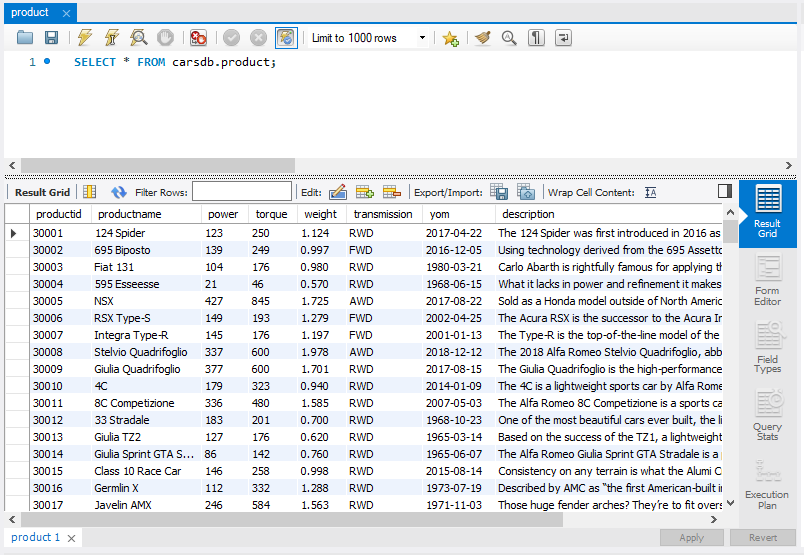 product
Limit to 1000 rows
1 SELECT * FROM carsdb.product;
Result Grid Filter Rows: Edit: Export/Import: Wrap Cell Content:
productid productname power torque weight transmission yom description
30001 124 Spider 123 250 1.124 RWD 2017-04-22 The 124 Spider was first introduced in 2016 as
30002 695 Biposto 139 249 0.997 FWD 2016-12-05 Using technology derived from the 695 Assetto
30003 Fiat 131 104 176 0.980 RWD 1980-03-21 Carlo Abarth is rightfully famous for applying th
30004 595 Esseesse 21 46 0.570 RWD 1968-06-15 What it lacks in power and refinement it makes
30005 NSX 427 845 1.725 AWD 2017-08-22 Sold as a Honda model outside of North Americ
30006 RSX Type-S 149 193 1.279 FWD 2002-04-25 The Acura RSX is the successor to the Acura In
30007 Integra Type-R 145 176 1.197 FWD 2001-01-13 The Type-R is the top-of-the-line model of the
30008 Stelvio Quadrifoglio 337 600 1.978 AWD 2018-12-12 The 2018 Alfa Romeo Stelvio Quadrifoglio, abb
30009 Giulia Quadrifoglio 377 600 1.701 RWD 2017-08-15 The Giulia Quadrifoglio is the high-performance
30010 4C 179 323 0.940 RWD 2014-01-09 The 4C is a lightweight sports car by Alfa Rome
30011 8C Competizione 336 480 1.585 RWD 2007-05-03 The Alfa Romeo 8C Competizione is a sports c
30012 33 Stradale 183 201 0.700 RWD 1968-10-23 One of the most beautiful cars ever built, the li
30013 Giulia TZ2 127 176 0.620 RWD 1965-03-14 Based on the success of the TZ1, a lightweight
30014 Giulia Sprint GTA S... 86 142 0.760 RWD 1965-06-07 The Alfa Romeo Giulia Sprint GTA Stradale is a
30015 Class 10 Race Car 146 258 0.998 RWD 2015-08-14 Consistency on any terrain is what the Alumi C
30016 Germlin X 112 332 1.288 RWD 1973-07-19 Described by AMC as “the first American-built i
30017 Javelin AMX 246 584 1.563 RWD 1971-11-03 Those huge fender arches? They're to fit overs
Result
Grid
Form
Editor
Field
Types
Query
Stats
Execution
Plan
product 1 Apply Revert